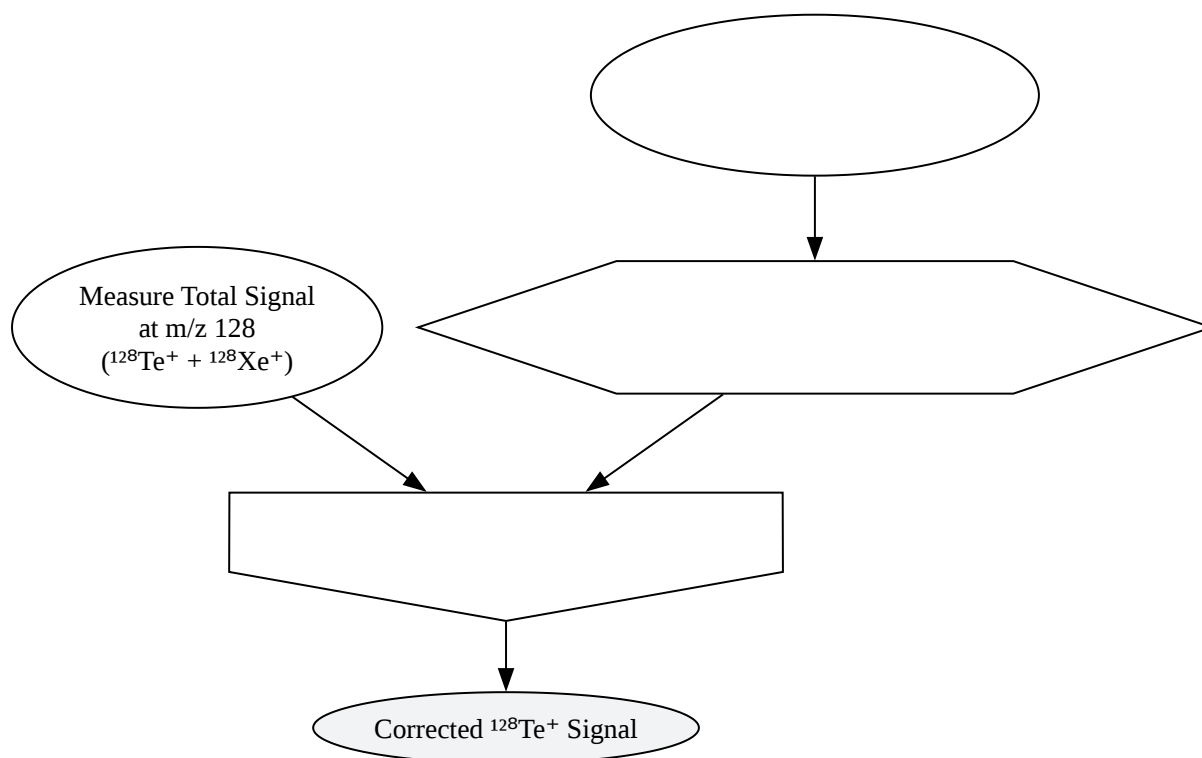 Measure Total Signal
at m/z 128
(¹²⁸Te⁺ + ¹²⁸Xe⁺)
Corrected ¹²⁸Te⁺ Signal